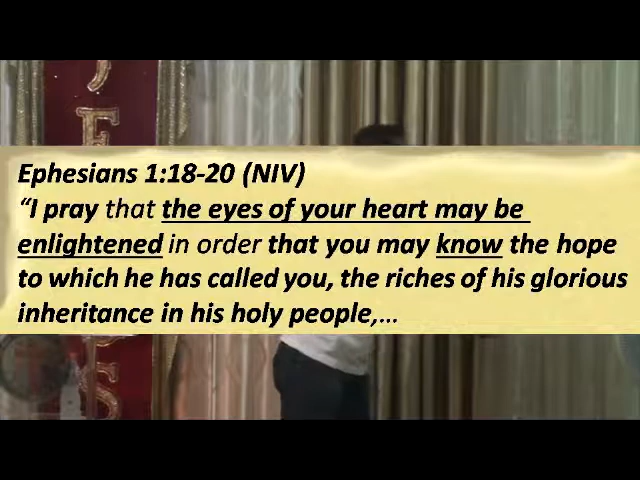 J
E
S
Ephesians 1:18-20 (NIV)
“I pray that the eyes of your heart may be
enlightened in order that you may know the hope
to which he has called you, the riches of his glorious
inheritance in his holy people,...